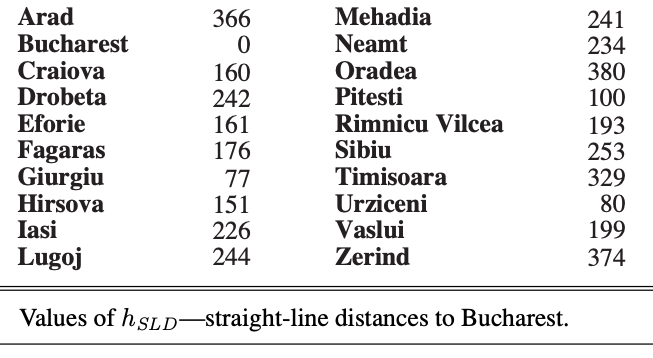 Arad 366 Mehadia 241
Bucharest 0 Neamt 234
Craiova 160 Oradea 380
Drobeta 242 Pitesti 100
Eforie 161 Rimnicu Vilcea 193
Fagaras 176 Sibiu 253
Giurgiu 77 Timisoara 329
Hirsova 151 Urziceni 80
Iasi 226 Vaslui 199
Lugoj 244 Zerind 374
Values of hSLD—straight-line distances to Bucharest.